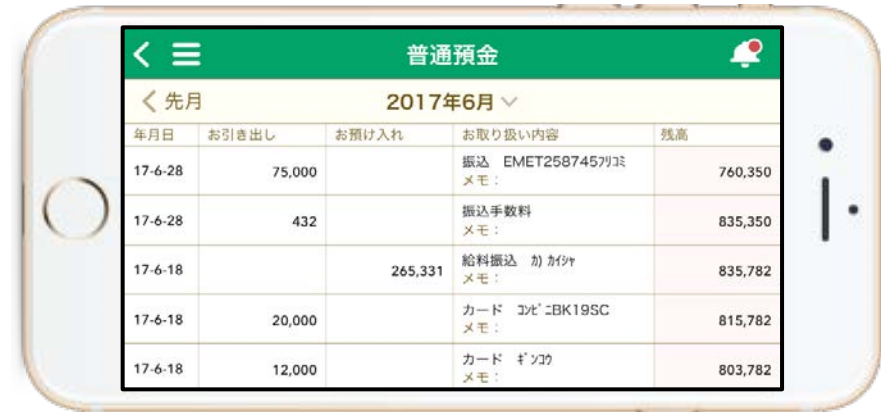 普通預金
先月
2017年6月
年月日 お引き出し お預け入れ お取り扱い内容 残高
17-6-28 75,000 振込 EMET258745ﾌﾘｺﾐ 760,350
メモ：
17-6-28 432 振込手数料 835,350
メモ：
17-6-18 265,331 給料振込 ｶ) ｶｲｼｬ 835,782
メモ：
17-6-18 20,000 カード ｺﾝﾋﾞﾆBK19SC 815,782
メモ：
17-6-18 12,000 カード ｷﾞﾝｺｳ 803,782
メモ：